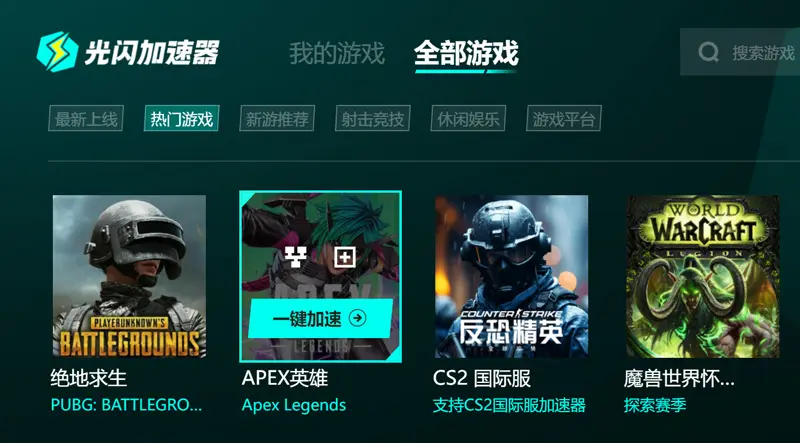 光闪加速器
我的游戏
全部游戏
搜索游戏
最新上线
热门游戏
新游推荐
射击竞技
休闲娱乐
游戏平台
PLAYERUNKNOWN'S
BATTLEGROUNDS
一键加速
APEX
LEGENDS
COUNTER STRIKE
反恐精英
WORLD
WARCRAFT
LEGION
绝地求生
APEX英雄
CS2 国际服
魔兽世界怀...
PUBG: BATTLEGRO...
Apex Legends
支持CS2国际服加速器
探索赛季